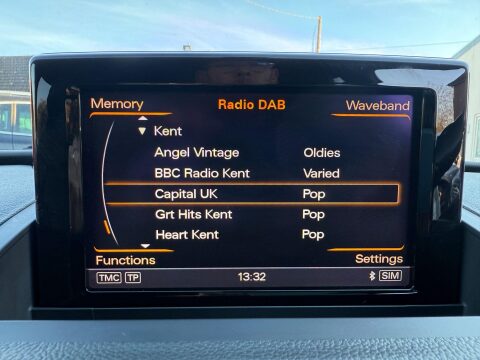 Memory Radio DAB Waveband
▼ Kent
Angel Vintage Oldies
BBC Radio Kent Varied
Capital UK Pop
Grt Hits Kent Pop
Heart Kent Pop
Functions Settings
TMC TP 13:32 SIM